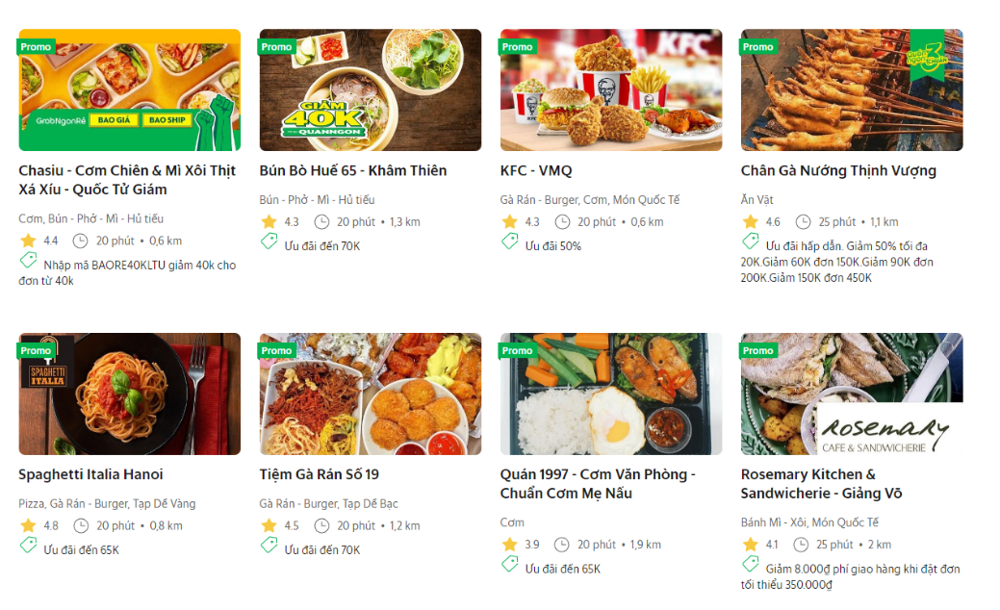 Promo
GrabNgonRẻ BAO GIÁ BAO SHIP
Chasiu - Cơm Chiên & Mì Xôi Thịt
Xá Xíu - Quốc Tử Giám
Cơm, Bún - Phở - Mì - Hủ tiếu
4.4 20 phút • 0,6 km
Nhập mã BAORE40KLTU giảm 40k cho
đơn từ 40k
Promo
GIẢM
40K
QUANNGON
Bún Bò Huế 65 - Khâm Thiên
Bún - Phở - Mì - Hủ tiếu
4.3 20 phút • 1,3 km
Ưu đãi đến 70K
Promo
KFC
KFC - VMQ
Gà Rán - Burger, Cơm, Món Quốc Tế
4.3 20 phút • 0,6 km
Ưu đãi 50%
Promo
Chân Gà Nướng Thịnh Vượng
Ăn Vặt
4.6 25 phút • 1,1 km
Ưu đãi hấp dẫn. Giảm 50% tối đa
20K.Giảm 60K đơn 150K.Giảm 90K đơn
200K.Giảm 150K đơn 450K
Promo
SPAGHETTI
ITALIA
Spaghetti Italia Hanoi
Pizza, Gà Rán - Burger, Tạp Dề Vàng
4.8 20 phút • 0,8 km
Ưu đãi đến 65K
Promo
Tiệm Gà Rán Số 19
Gà Rán - Burger, Tạp Dề Bạc
4.5 20 phút • 1,2 km
Ưu đãi đến 70K
Promo
Quán 1997 - Cơm Văn Phòng -
Chuẩn Cơm Mẹ Nấu
Cơm
3.9 20 phút • 1,9 km
Ưu đãi đến 65K
Promo
Rosemary
CAFE & SANDWICHERIE
Rosemary Kitchen &
Sandwicherie - Giảng Võ
Bánh Mì - Xôi, Món Quốc Tế
4.1 25 phút • 2 km
Giảm 8.000₫ phí giao hàng khi đặt đơn
tối thiểu 350.000₫